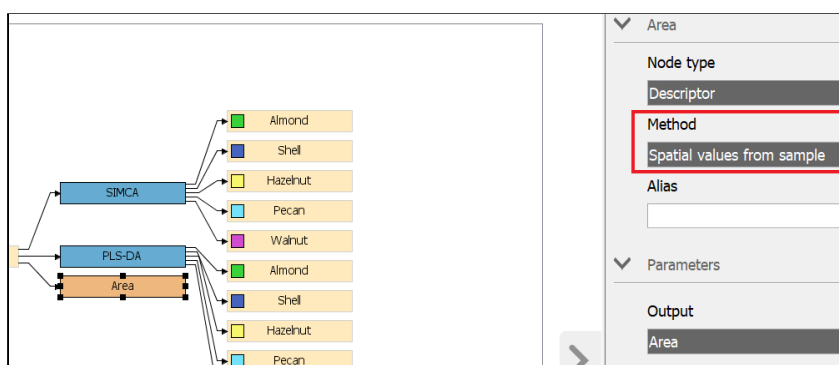 Almond
Shell
Hazelnut
Pecan
Walnut
SIMCA
PLS-DA
Area
Almond
Shell
Hazelnut
Pecan
Area
Node type
Descriptor
Method
Spatial values from sample
Alias
Parameters
Output
Area